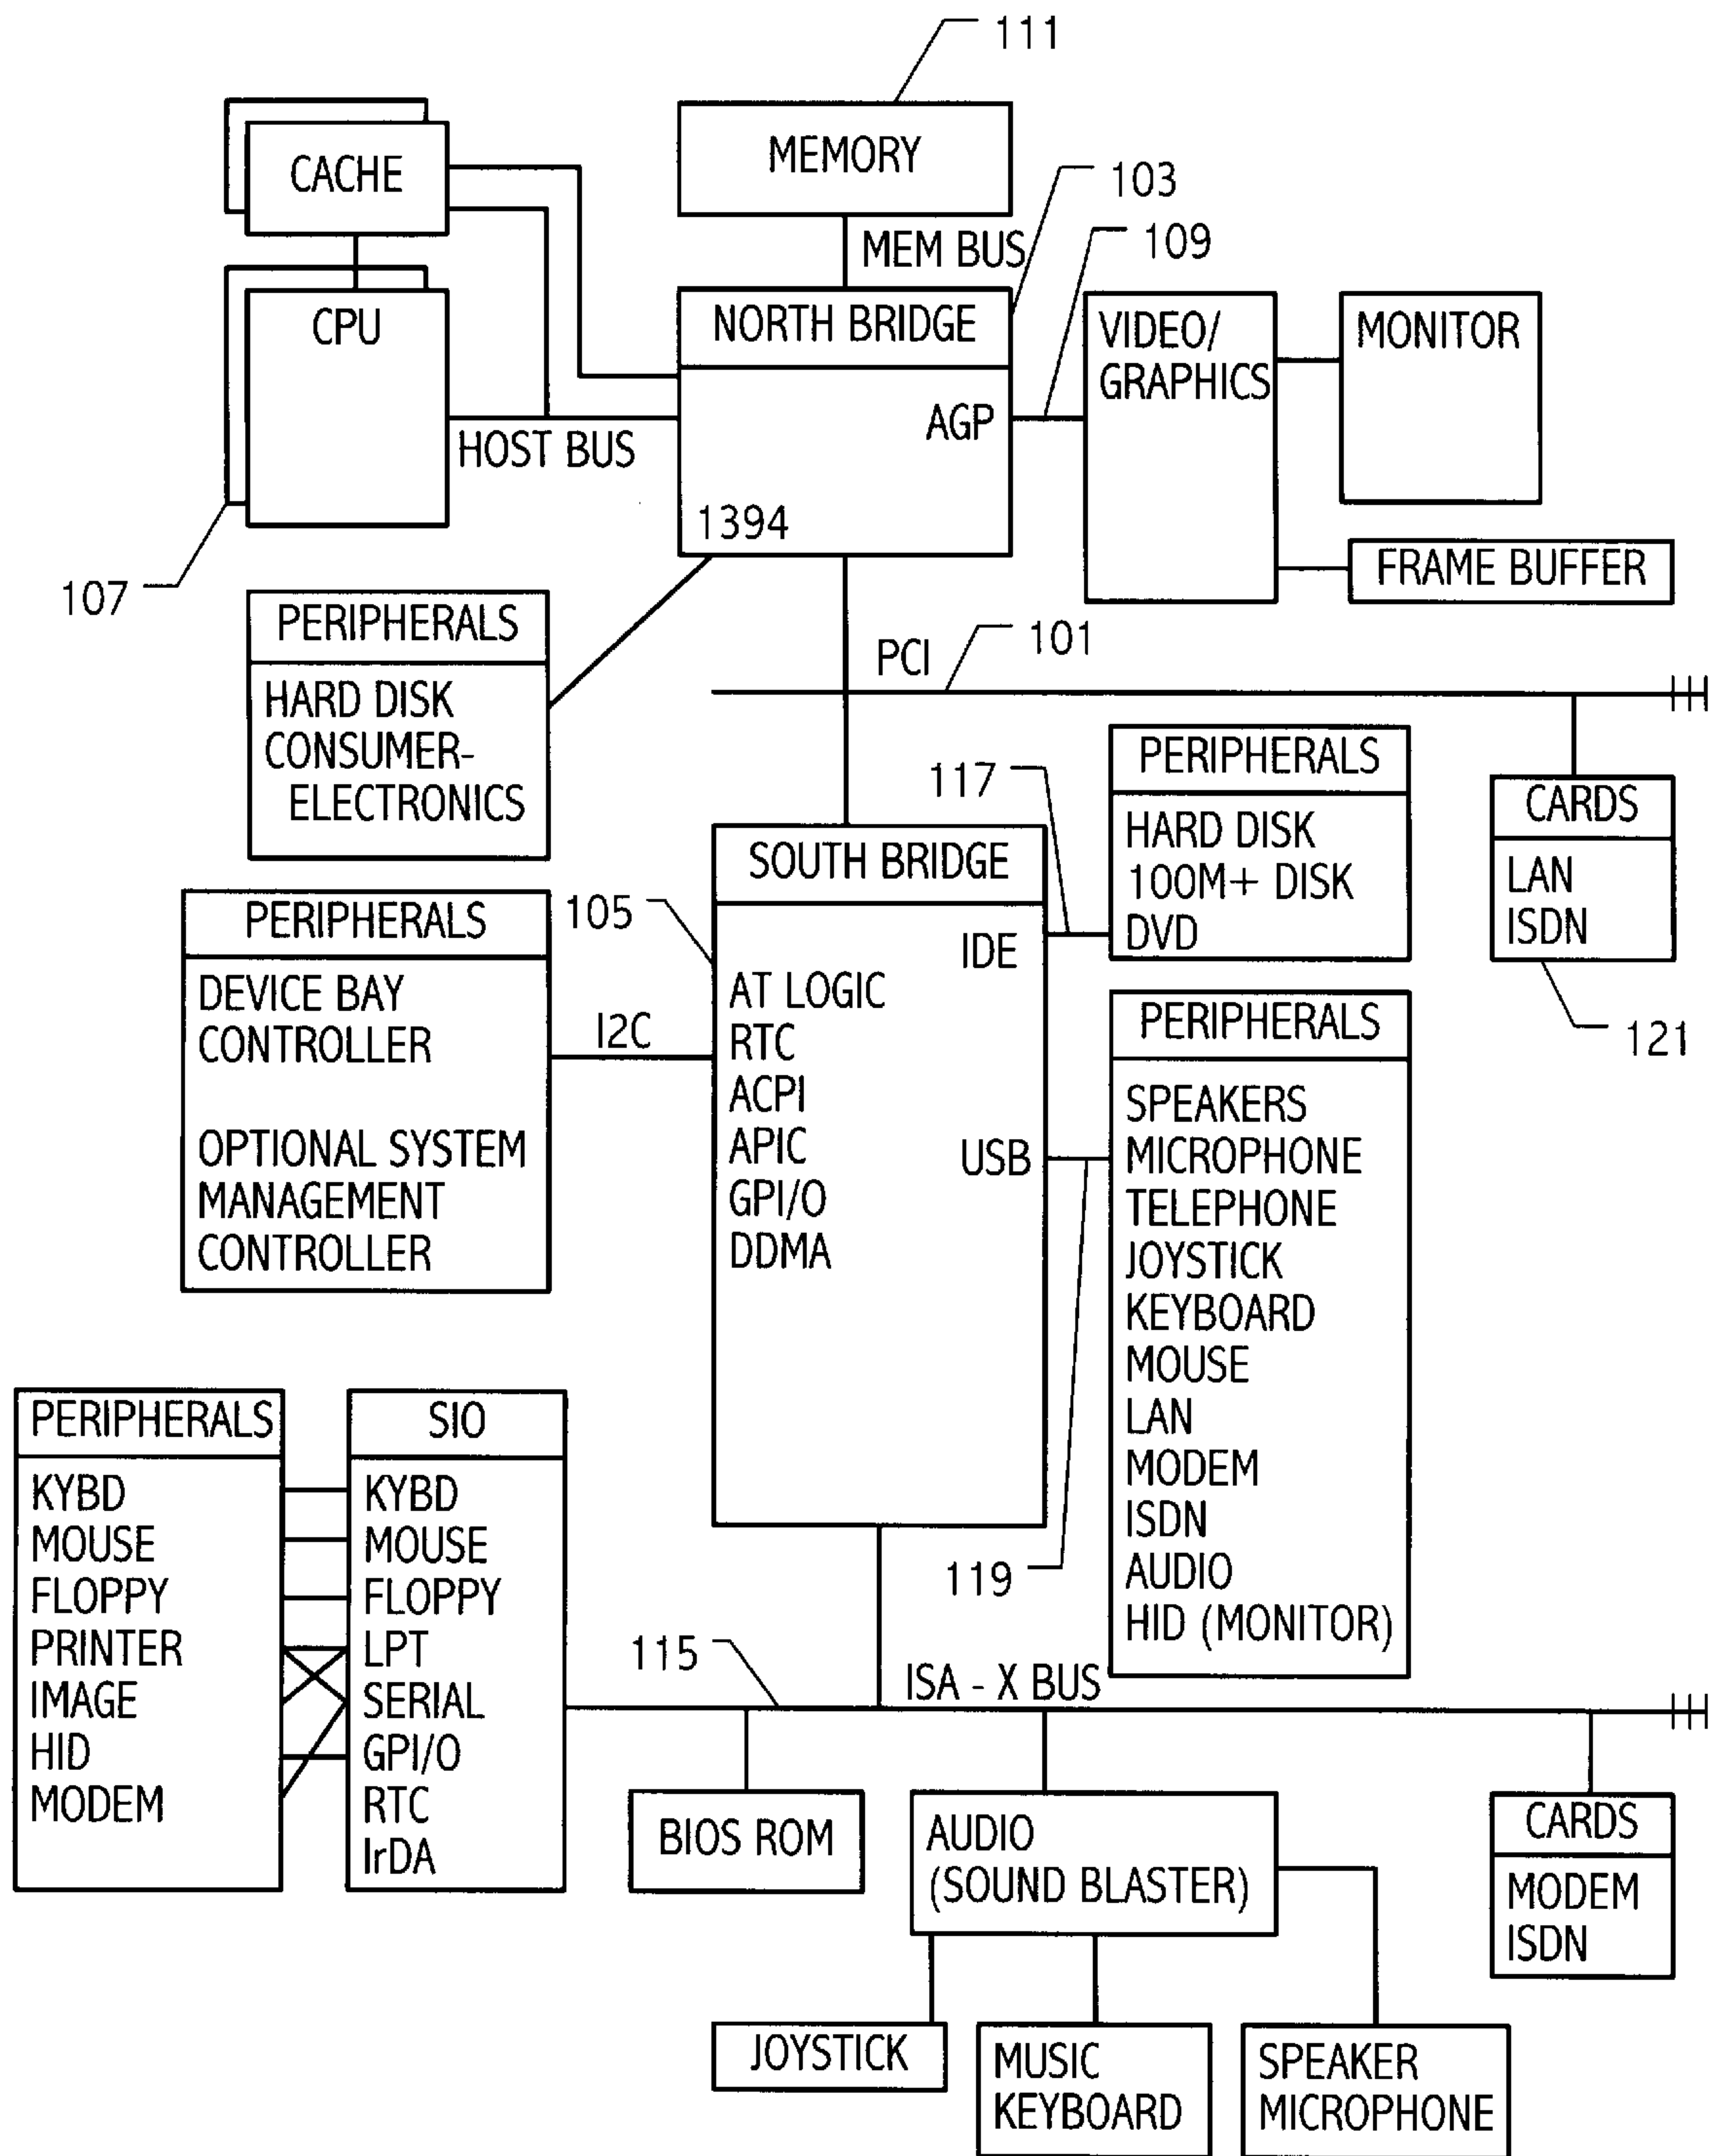 111
MEMORY
CACHE
103
MEM BUS
109
CPU
NORTH BRIDGE
VIDEO/
GRAPHICS
MONITOR
AGP
HOST BUS
1394
FRAME BUFFER
107
PERIPHERALS
HARD DISK
CONSUMER-
ELECTRONICS
PCI
101
117
PERIPHERALS
HARD DISK
100M+ DISK
DVD
CARDS
LAN
ISDN
121
SOUTH BRIDGE
105
IDE
AT LOGIC
RTC
ACPI
APIC
GPI/O
DDMA
USB
PERIPHERALS
DEVICE BAY
CONTROLLER
OPTIONAL SYSTEM
MANAGEMENT
CONTROLLER
I2C
PERIPHERALS
SPEAKERS
MICROPHONE
TELEPHONE
JOYSTICK
KEYBOARD
MOUSE
LAN
MODEM
ISDN
AUDIO
HID (MONITOR)
119
PERIPHERALS
KYBD
MOUSE
FLOPPY
PRINTER
IMAGE
HID
MODEM
SIO
KYBD
MOUSE
FLOPPY
LPT
SERIAL
GPI/O
RTC
IrDA
115
ISA - X BUS
BIOS ROM
AUDIO
(SOUND BLASTER)
CARDS
MODEM
ISDN
JOYSTICK
MUSIC
KEYBOARD
SPEAKER
MICROPHONE